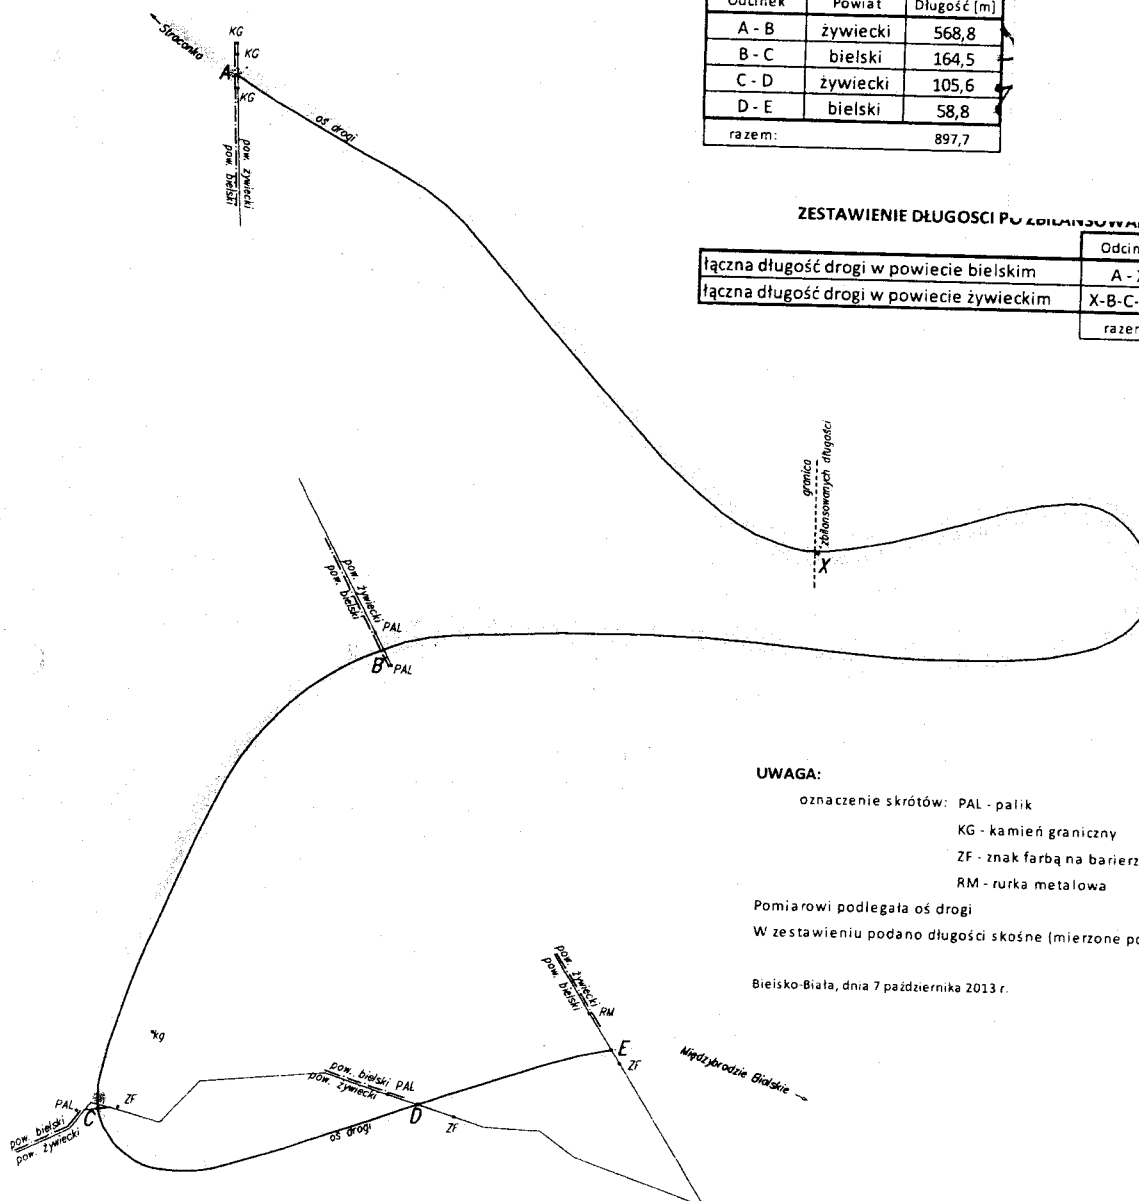 Odcinek Powiat Długość [m]
A - B żywiecki 568,8
B - C bielski 164,5
C - D żywiecki 105,6
D - E bielski 58,8
razem: 897,7
ZESTAWIENIE DŁUGOSCI PO
Odcin
łączna długość drogi w powiecie bielskim A - X
łączna długość drogi w powiecie żywieckim X-B-C-
razem
Straconka
KG
KG
A
KG
oś drogi
pow. żywiecki
pow. bielski
granica
zbilansowanych długości
X
pow. żywiecki
pow. bielski
PAL
B
PAL
UWAGA:
oznaczenie skrótów: PAL - palik
KG - kamień graniczny
ZF - znak farbą na barierz
RM - rurka metalowa
Pomiarowi podlegała oś drogi
W zestawieniu podano długości skośne (mierzone po
Bielsko-Biała, dnia 7 października 2013 r.
pow. żywiecki
pow. bielski
RM
E
ZF
Międzybrodzie Bialskie
kg
pow. bielski PAL
pow. żywiecki
D
ZF
oś drogi
PAL
ZF
C
pow. bielski
pow. żywiecki